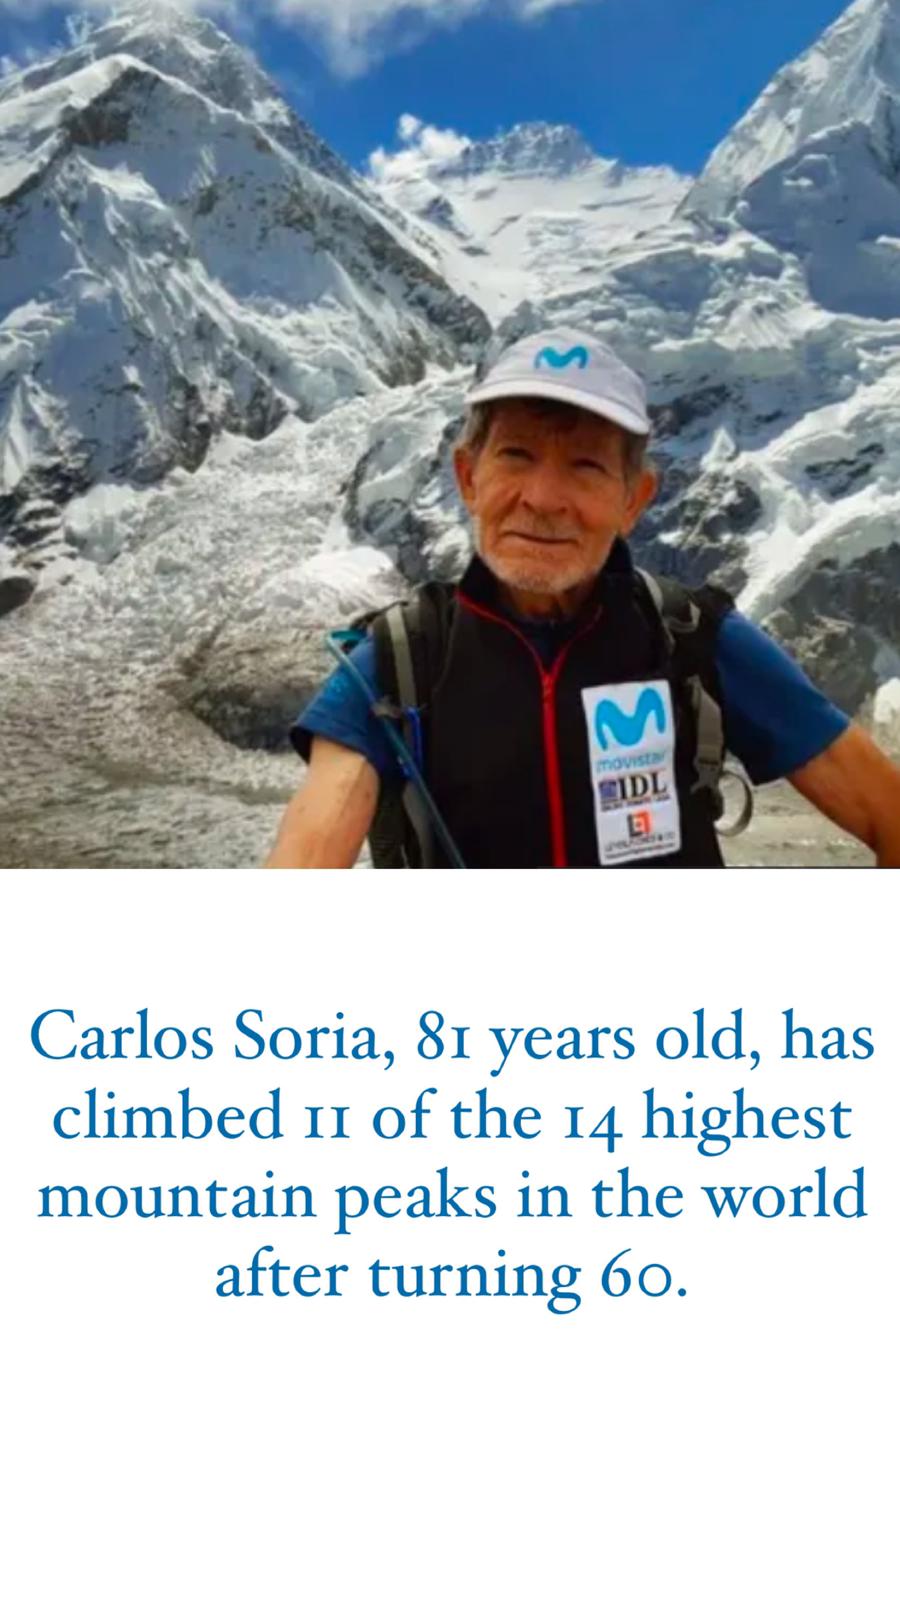 movistar
IDL
Carlos Soria, 81 years old, has
climbed 11 of the 14 highest
mountain peaks in the world
after turning 60.